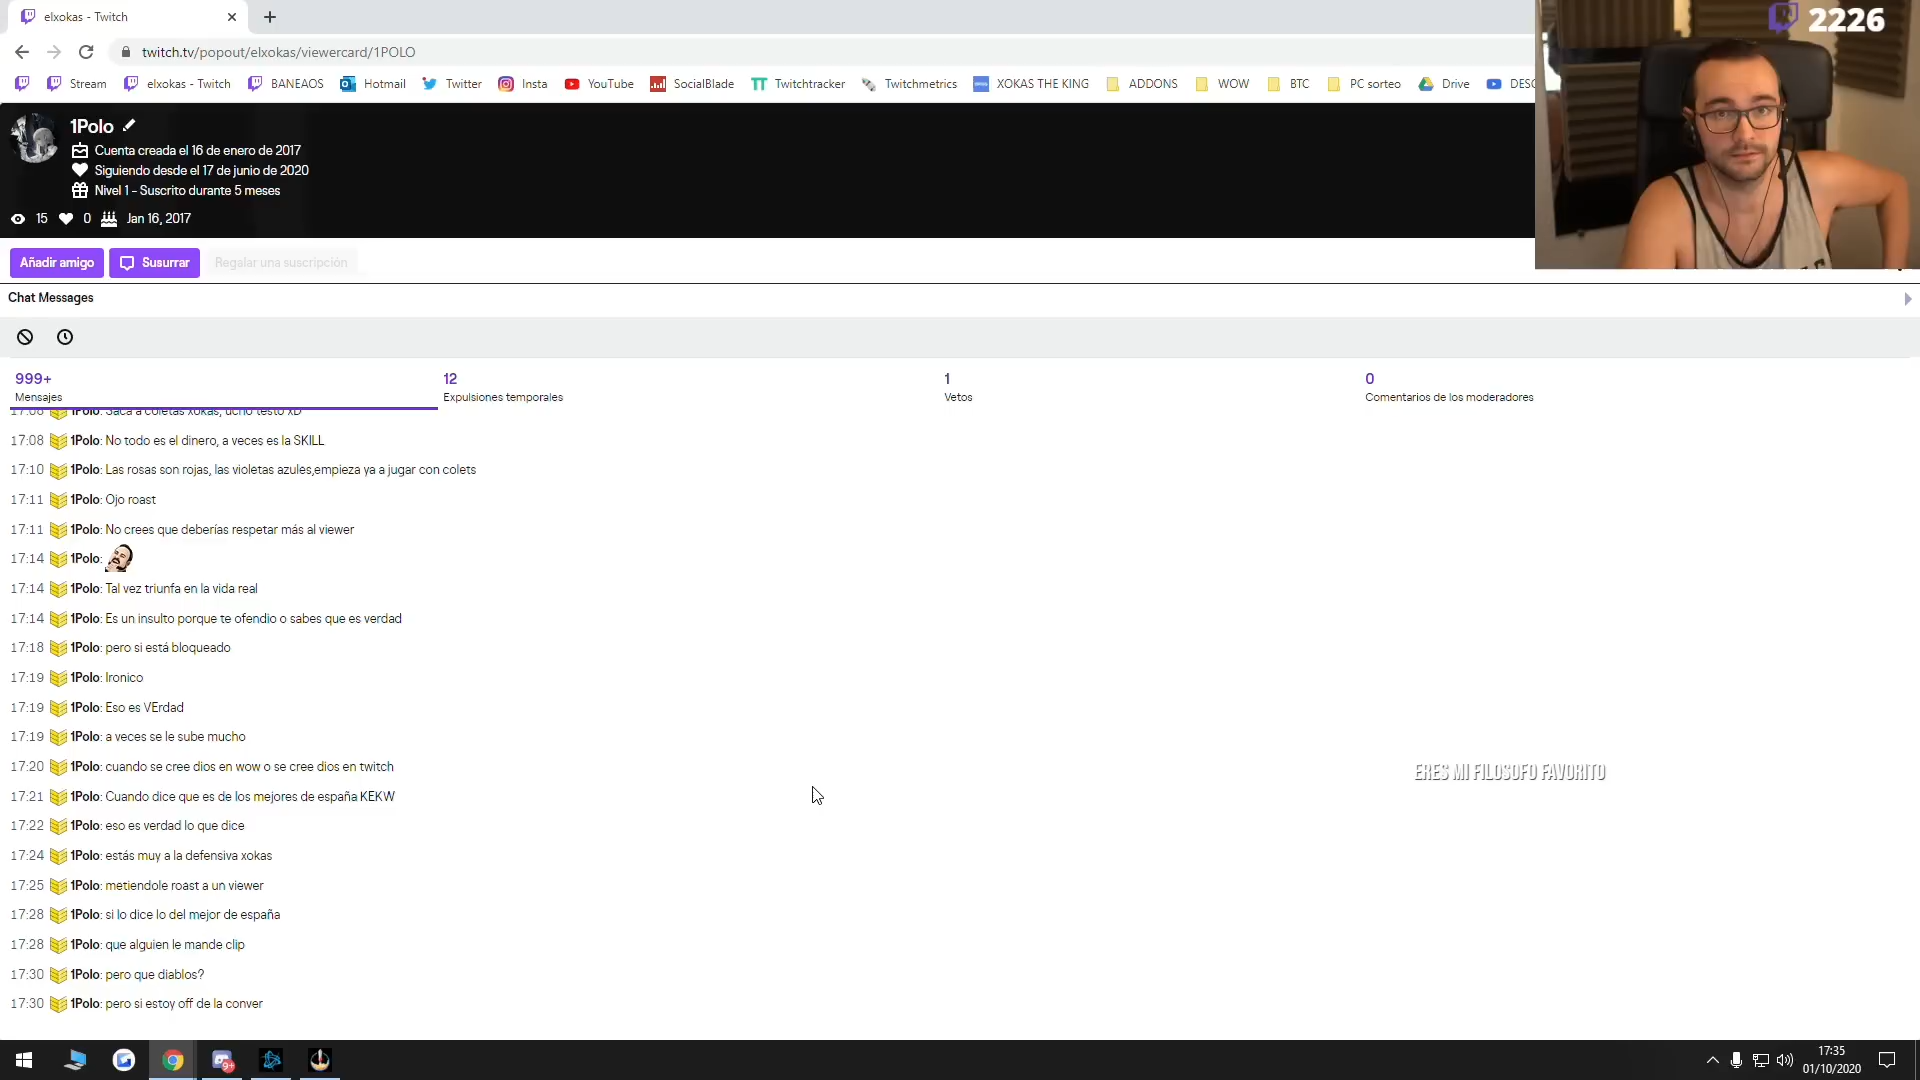 elxokas - Twitch
2226
twitch.tv/popout/elxokas/viewercard/1POLO
Stream elxokas - Twitch BANEAOS Hotmail Twitter Insta YouTube SocialBlade Twitchtracker Twitchmetrics XOKAS THE KING ADDONS WOW BTC PC sorteo Drive DESC
1Polo
Cuenta creada el 16 de enero de 2017
Siguiendo desde el 17 de junio de 2020
Nivel 1 - Suscrito durante 5 meses
15 0 Jan 16, 2017
Añadir amigo Susurrar Regalar una suscripción
Chat Messages
999+ 12 1 0
Mensajes Expulsiones temporales Vetos Comentarios de los moderadores
17:08 1Polo: Saca a coletas xokas, ucho testo xD
17:08 1Polo: No todo es el dinero, a veces es la SKILL
17:10 1Polo: Las rosas son rojas, las violetas azules,empieza ya a jugar con colets
17:11 1Polo: Ojo roast
17:11 1Polo: No crees que deberías respetar más al viewer
17:14 1Polo:
17:14 1Polo: Tal vez triunfa en la vida real
17:14 1Polo: Es un insulto porque te ofendio o sabes que es verdad
17:18 1Polo: pero si está bloqueado
17:19 1Polo: Ironico
17:19 1Polo: Eso es VErdad
17:19 1Polo: a veces se le sube mucho
17:20 1Polo: cuando se cree dios en wow o se cree dios en twitch
ERES MI FILOSOFO FAVORITO
17:21 1Polo: Cuando dice que es de los mejores de españa KEKW
17:22 1Polo: eso es verdad lo que dice
17:24 1Polo: estás muy a la defensiva xokas
17:25 1Polo: metiendole roast a un viewer
17:28 1Polo: si lo dice lo del mejor de españa
17:28 1Polo: que alguien le mande clip
17:30 1Polo: pero que diablos?
17:30 1Polo: pero si estoy off de la conver
9+
17:35
01/10/2020